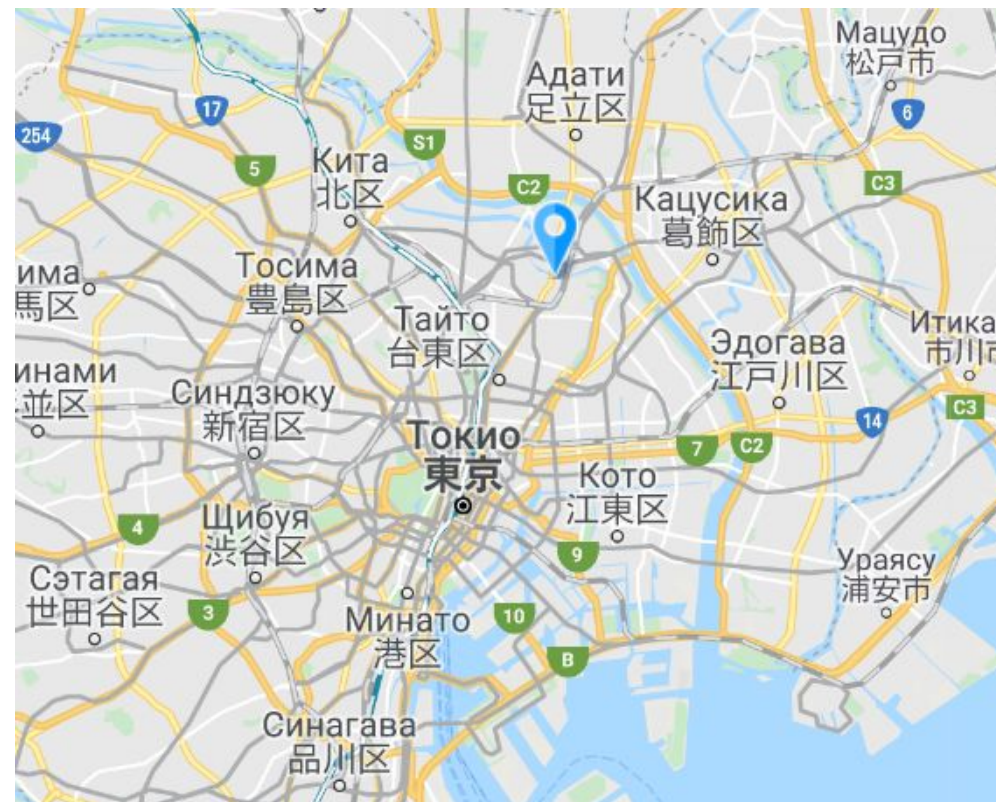 Мацудо
松戸市
Адати
足立区
6
17
254
S1
5
Кита
北区
C2
C3
Кацусика
葛飾区
има
馬区
Тосима
豊島区
Тайто
台東区
Эдогава
江戸川区
Итика
市川市
инами
並区
Синдзюку
新宿区
C3
14
Токио
東京
7
C2
Кото
江東区
4
Щибуя
渋谷区
9
Ураясу
浦安市
Сэтагая
世田谷区
3
10
Минато
港区
B
Синагава
品川区